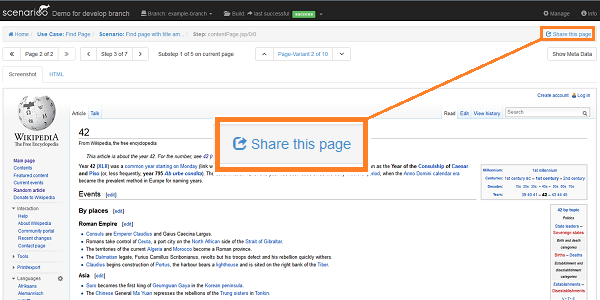 scenarioo Demo for develop branch Branch: example-branch Build: last successful success Manage Info
Home / Use Case: Find Page / Scenario: Find page with title am... / Step: contentPage.jsp/0/0 Share this page
Page 2 of 2 Step 3 of 7 Substep 1 of 5 on current page Page-Variant 2 of 10 Show Meta Data
Screenshot HTML
Create account Log in
Article Talk Read Edit View history Search
WIKIPEDIA
The Free Encyclopedia
Main page
Contents
Featured content
Current events
Random article
Donate to Wikipedia
Interaction
Help
About Wikipedia
Community portal
Recent changes
Contact page
Tools
Print/export
Languages
Afrikaans
42
From Wikipedia, the free encyclopedia
This article is about the year 42. For the number, see 42
Share this page
Year 42 (XLII) was a common year starting on Monday (link w
as the Year of the Consulship of Caesar
and Piso (or, less frequently, year 795 Ab urbe condita). The
period, when the Anno Domini calendar era
became the prevalent method in Europe for naming years.
Events [edit]
By places [edit]
Roman Empire [edit]
Consuls are Emperor Claudius and Gaius Caecina Largus.
Romans take control of Ceuta, a port city on the North African side of the Strait of Gibraltar.
The territories of the current Algeria and Morocco become a Roman province.
The Dalmatian legate, Furius Camillus Scribonianus, revolts but his troops defect and his rebellion quickly withers.
Claudius begins construction of Portus, the harbour bears a lighthouse and is sited on the right bank of the Tiber.
Asia [edit]
Suro becomes the first king of Geumgwan Gaya in the Korean peninsula.
The Chinese General Ma Yuan represses the rebellions of the Trung sisters in Tonkin.
Millennium: 1st millennium
Centuries: 1st century BC – 1st century – 2nd century
Decades: 10s 20s 30s – 40s – 50s 60s 70s
Years: 39 40 41 – 42 – 43 44 45
42 by topic
Politics
State leaders –
Sovereign states
Birth and death
categories
Births – Deaths
Establishment and
disestablishment
categories
Establishments –
Disestablishments